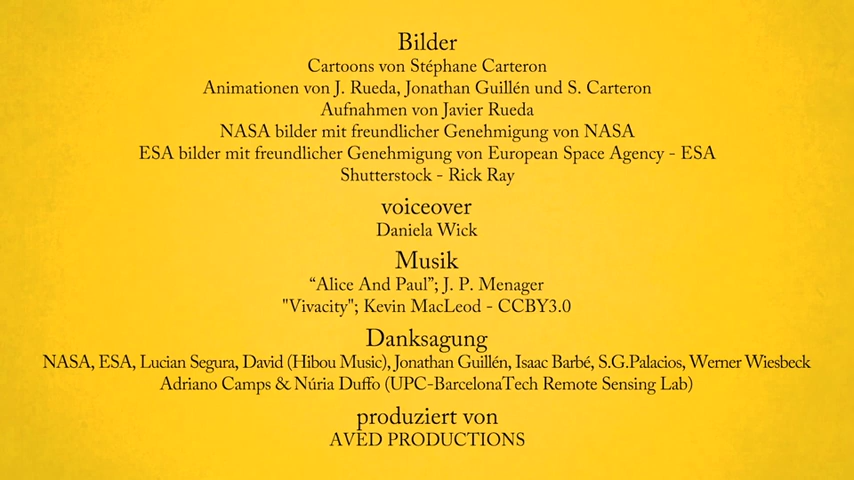 Bilder
Cartoons von Stéphane Carteron
Animationen von J. Rueda, Jonathan Guillén und S. Carteron
Aufnahmen von Javier Rueda
NASA bilder mit freundlicher Genehmigung von NASA
ESA bilder mit freundlicher Genehmigung von European Space Agency - ESA
Shutterstock - Rick Ray
voiceover
Daniela Wick
Musik
“Alice And Paul”; J. P. Menager
"Vivacity"; Kevin MacLeod - CCBY3.0
Danksagung
NASA, ESA, Lucian Segura, David (Hibou Music), Jonathan Guillén, Isaac Barbé, S.G.Palacios, Werner Wiesbeck
Adriano Camps & Núria Duffo (UPC-BarcelonaTech Remote Sensing Lab)
produziert von
AVED PRODUCTIONS